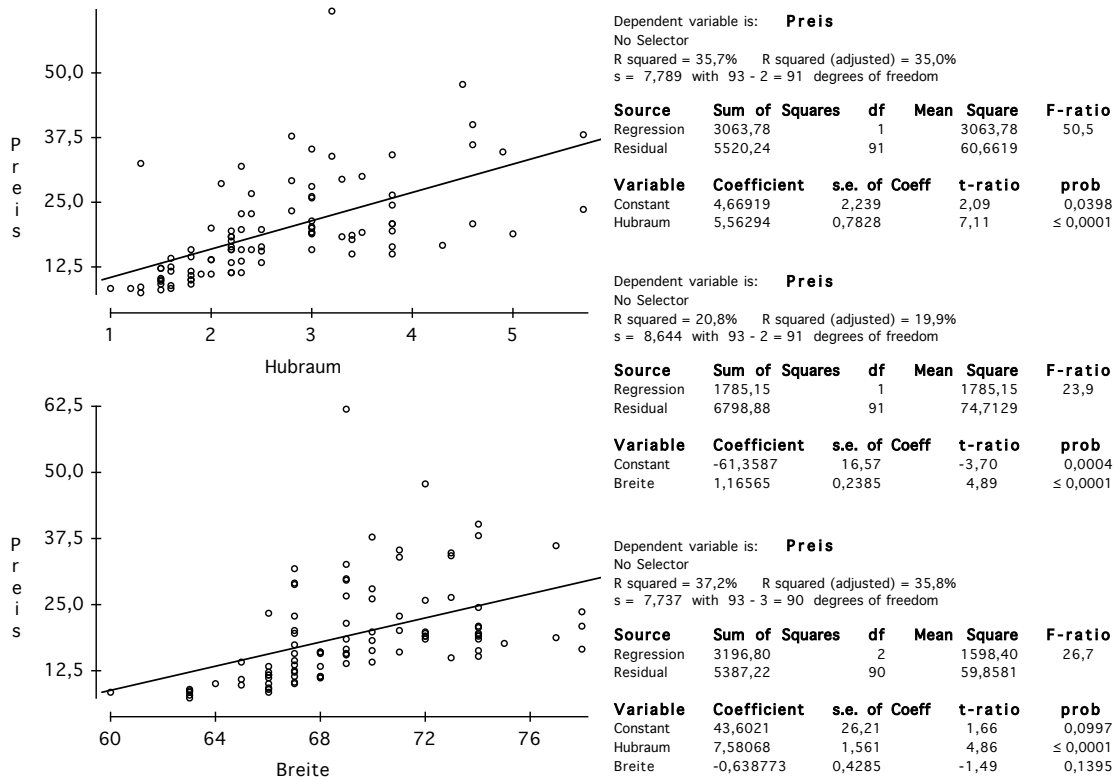 50,0
37,5
25,0
12,5
Preis
1 2 3 4 5
Hubraum
62,5
50,0
37,5
25,0
12,5
Preis
60 64 68 72 76
Breite
Dependent variable is: Preis
No Selector
R squared = 35,7% R squared (adjusted) = 35,0%
s = 7,789 with 93 - 2 = 91 degrees of freedom
Source Sum of Squares df Mean Square F-ratio
Regression 3063,78 1 3063,78 50,5
Residual 5520,24 91 60,6619
Variable Coefficient s.e. of Coeff t-ratio prob
Constant 4,66919 2,239 2,09 0,0398
Hubraum 5,56294 0,7828 7,11 ≤ 0,0001
Dependent variable is: Preis
No Selector
R squared = 20,8% R squared (adjusted) = 19,9%
s = 8,644 with 93 - 2 = 91 degrees of freedom
Source Sum of Squares df Mean Square F-ratio
Regression 1785,15 1 1785,15 23,9
Residual 6798,88 91 74,7129
Variable Coefficient s.e. of Coeff t-ratio prob
Constant -61,3587 16,57 -3,70 0,0004
Breite 1,16565 0,2385 4,89 ≤ 0,0001
Dependent variable is: Preis
No Selector
R squared = 37,2% R squared (adjusted) = 35,8%
s = 7,737 with 93 - 3 = 90 degrees of freedom
Source Sum of Squares df Mean Square F-ratio
Regression 3196,80 2 1598,40 26,7
Residual 5387,22 90 59,8581
Variable Coefficient s.e. of Coeff t-ratio prob
Constant 43,6021 26,21 1,66 0,0997
Hubraum 7,58068 1,561 4,86 ≤ 0,0001
Breite -0,638773 0,4285 -1,49 0,1395